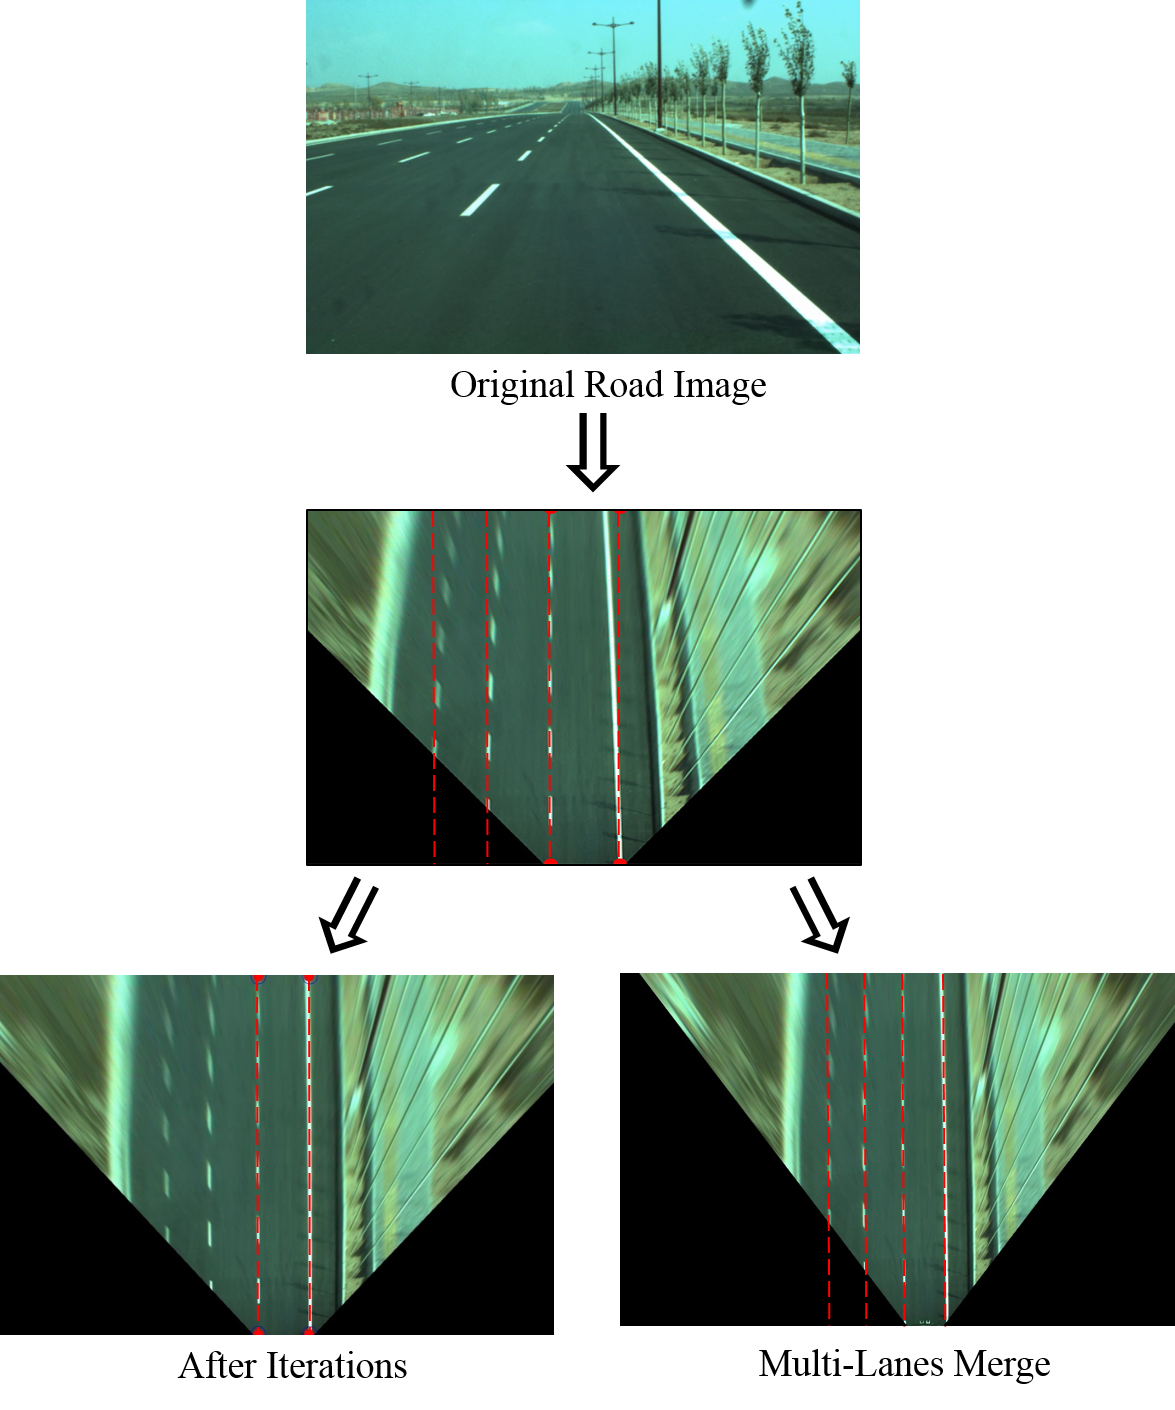 Original Road Image
After Iterations
Multi-Lanes Merge